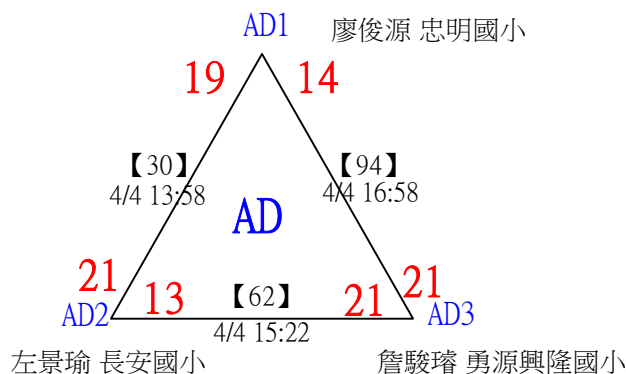 AD1 廖俊源 忠明國小
19 14
【30】 【94】
4/4 13:58 4/4 16:58
AD
21 13 【62】 21 21
AD2 AD3
4/4 15:22
左景瑜 長安國小 詹駿璿 勇源興隆國小